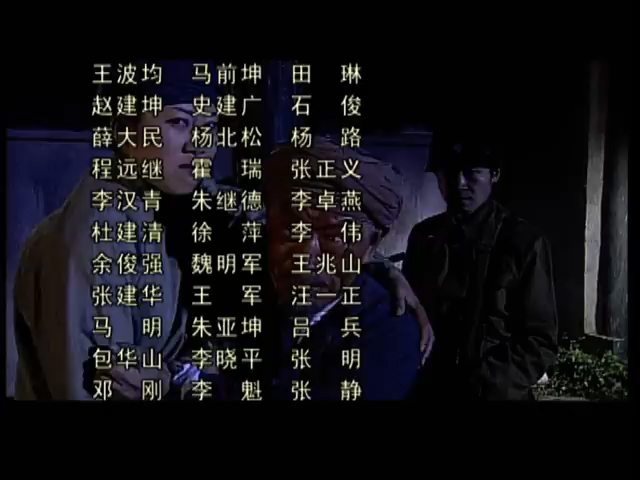 王波均 马前坤 田琳
赵建坤 史建广 石俊
薛大民 杨北松 杨路
程远继 霍瑞 张正义
李汉青 朱继德 李卓燕
杜建清 徐萍 李伟
余俊强 魏明军 王兆山
张建华 王军 汪一正
马明 朱亚坤 吕兵
包华山 李晓平 张明
邓刚 李魁 张静